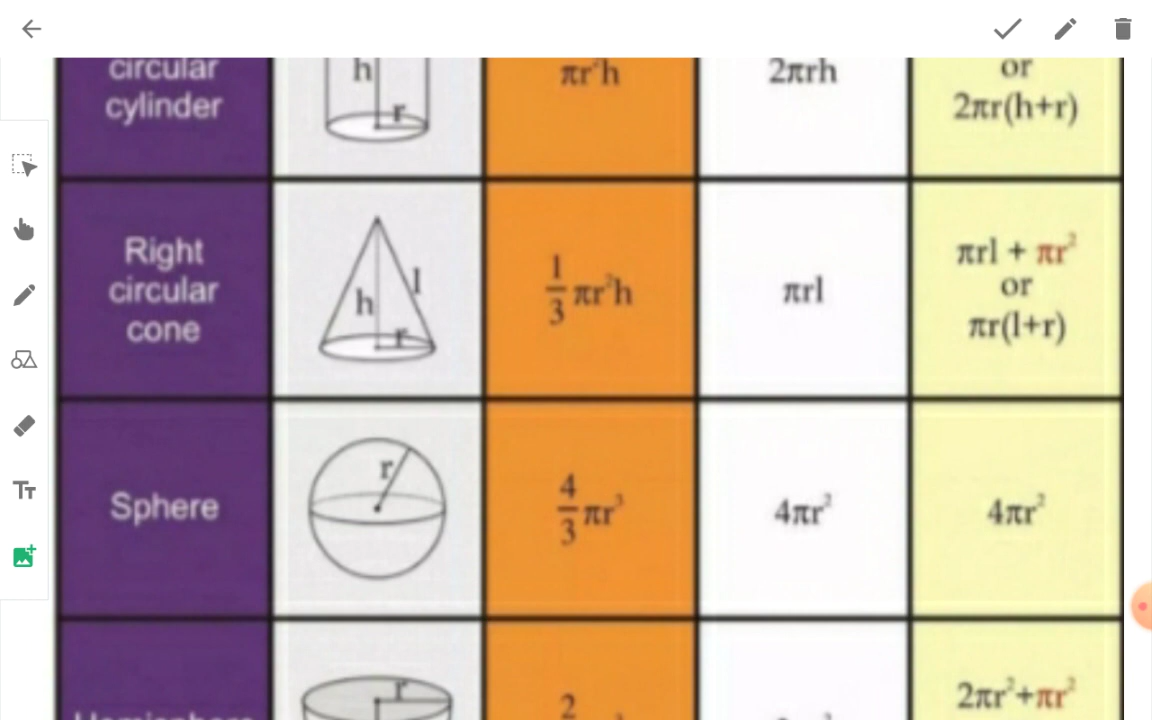 circular
cylinder
h
r
πr²h
2πrh
or
2πr(h+r)
Right
circular
cone
h
l
r
1/3 πr²h
πrl
πrl + πr²
or
πr(l+r)
Sphere
r
4/3 πr³
4πr²
4πr²
r
2
2πr²+πr²
Tт